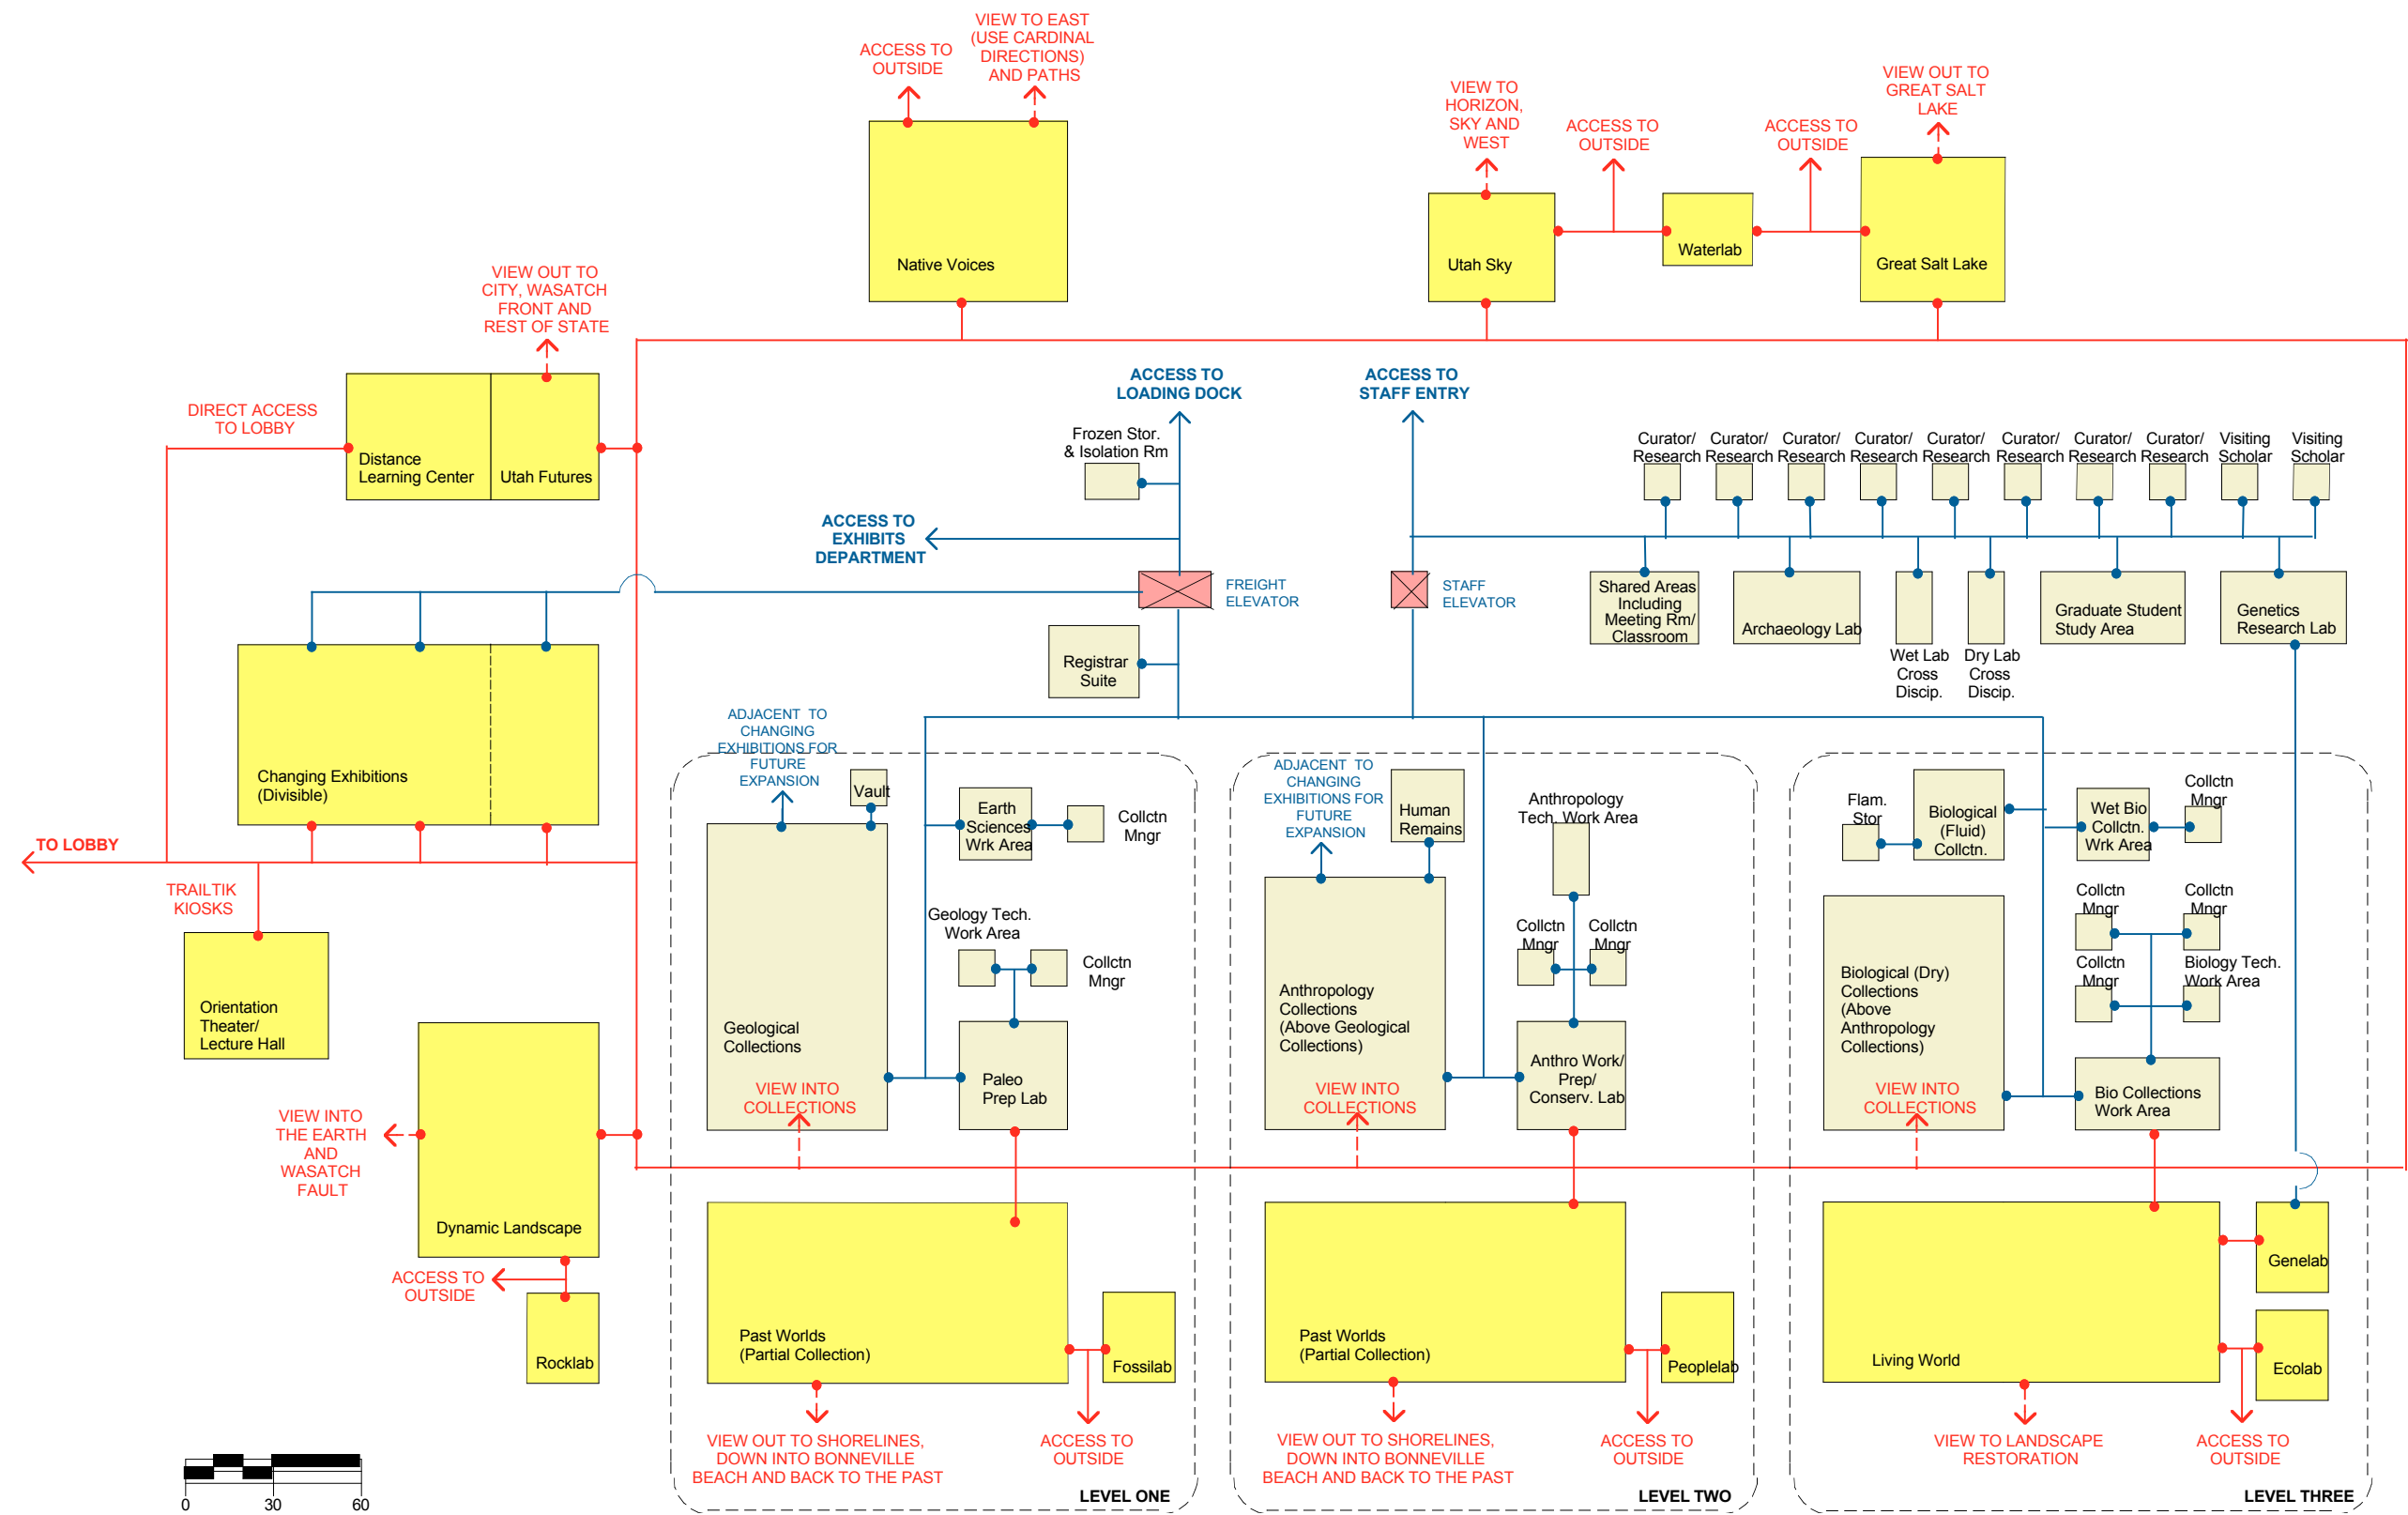 VIEW TO EAST
(USE CARDINAL
DIRECTIONS)
AND PATHS
ACCESS TO
OUTSIDE
VIEW TO
HORIZON,
SKY AND
WEST
ACCESS TO
OUTSIDE
ACCESS TO
OUTSIDE
VIEW OUT TO
GREAT SALT
LAKE
Native Voices
Utah Sky
Waterlab
Great Salt Lake
VIEW OUT TO
CITY, WASATCH
FRONT AND
REST OF STATE
DIRECT ACCESS
TO LOBBY
Distance
Learning Center
Utah Futures
ACCESS TO
LOADING DOCK
ACCESS TO
STAFF ENTRY
Frozen Stor.
& Isolation Rm
ACCESS TO
EXHIBITS
DEPARTMENT
Curator/
Research
Curator/
Research
Curator/
Research
Curator/
Research
Curator/
Research
Curator/
Research
Curator/
Research
Curator/
Research
Visiting
Scholar
Visiting
Scholar
FREIGHT
ELEVATOR
STAFF
ELEVATOR
Shared Areas
Including
Meeting Rm/
Classroom
Archaeology Lab
Wet Lab
Cross
Discip.
Dry Lab
Cross
Discip.
Graduate Student
Study Area
Genetics
Research Lab
Registrar
Suite
Changing Exhibitions
(Divisible)
TO LOBBY
TRAILTIK
KIOSKS
Orientation
Theater/
Lecture Hall
VIEW INTO
THE EARTH
AND
WASATCH
FAULT
Dynamic Landscape
ACCESS TO
OUTSIDE
Rocklab
ADJACENT TO
CHANGING
EXHIBITIONS FOR
FUTURE
EXPANSION
Vault
Earth
Sciences
Wrk Area
Collctn
Mngr
Geology Tech.
Work Area
Collctn
Mngr
Geological
Collections
VIEW INTO
COLLECTIONS
Paleo
Prep Lab
Past Worlds
(Partial Collection)
Fossilab
VIEW OUT TO SHORELINES,
DOWN INTO BONNEVILLE
BEACH AND BACK TO THE PAST
ACCESS TO
OUTSIDE
LEVEL ONE
ADJACENT TO
CHANGING
EXHIBITIONS FOR
FUTURE
EXPANSION
Human
Remains
Anthropology
Tech. Work Area
Collctn
Mngr
Collctn
Mngr
Anthropology
Collections
(Above Geological
Collections)
VIEW INTO
COLLECTIONS
Anthro Work/
Prep/
Conserv. Lab
Past Worlds
(Partial Collection)
Peoplelab
VIEW OUT TO SHORELINES,
DOWN INTO BONNEVILLE
BEACH AND BACK TO THE PAST
ACCESS TO
OUTSIDE
LEVEL TWO
Flam.
Stor
Biological
(Fluid)
Collctn.
Wet Bio
Collctn.
Wrk Area
Collctn
Mngr
Collctn
Mngr
Collctn
Mngr
Collctn
Mngr
Biology Tech.
Work Area
Biological (Dry)
Collections
(Above
Anthropology
Collections)
VIEW INTO
COLLECTIONS
Bio Collections
Work Area
Living World
Genelab
Ecolab
VIEW TO LANDSCAPE
RESTORATION
ACCESS TO
OUTSIDE
LEVEL THREE
0 30 60